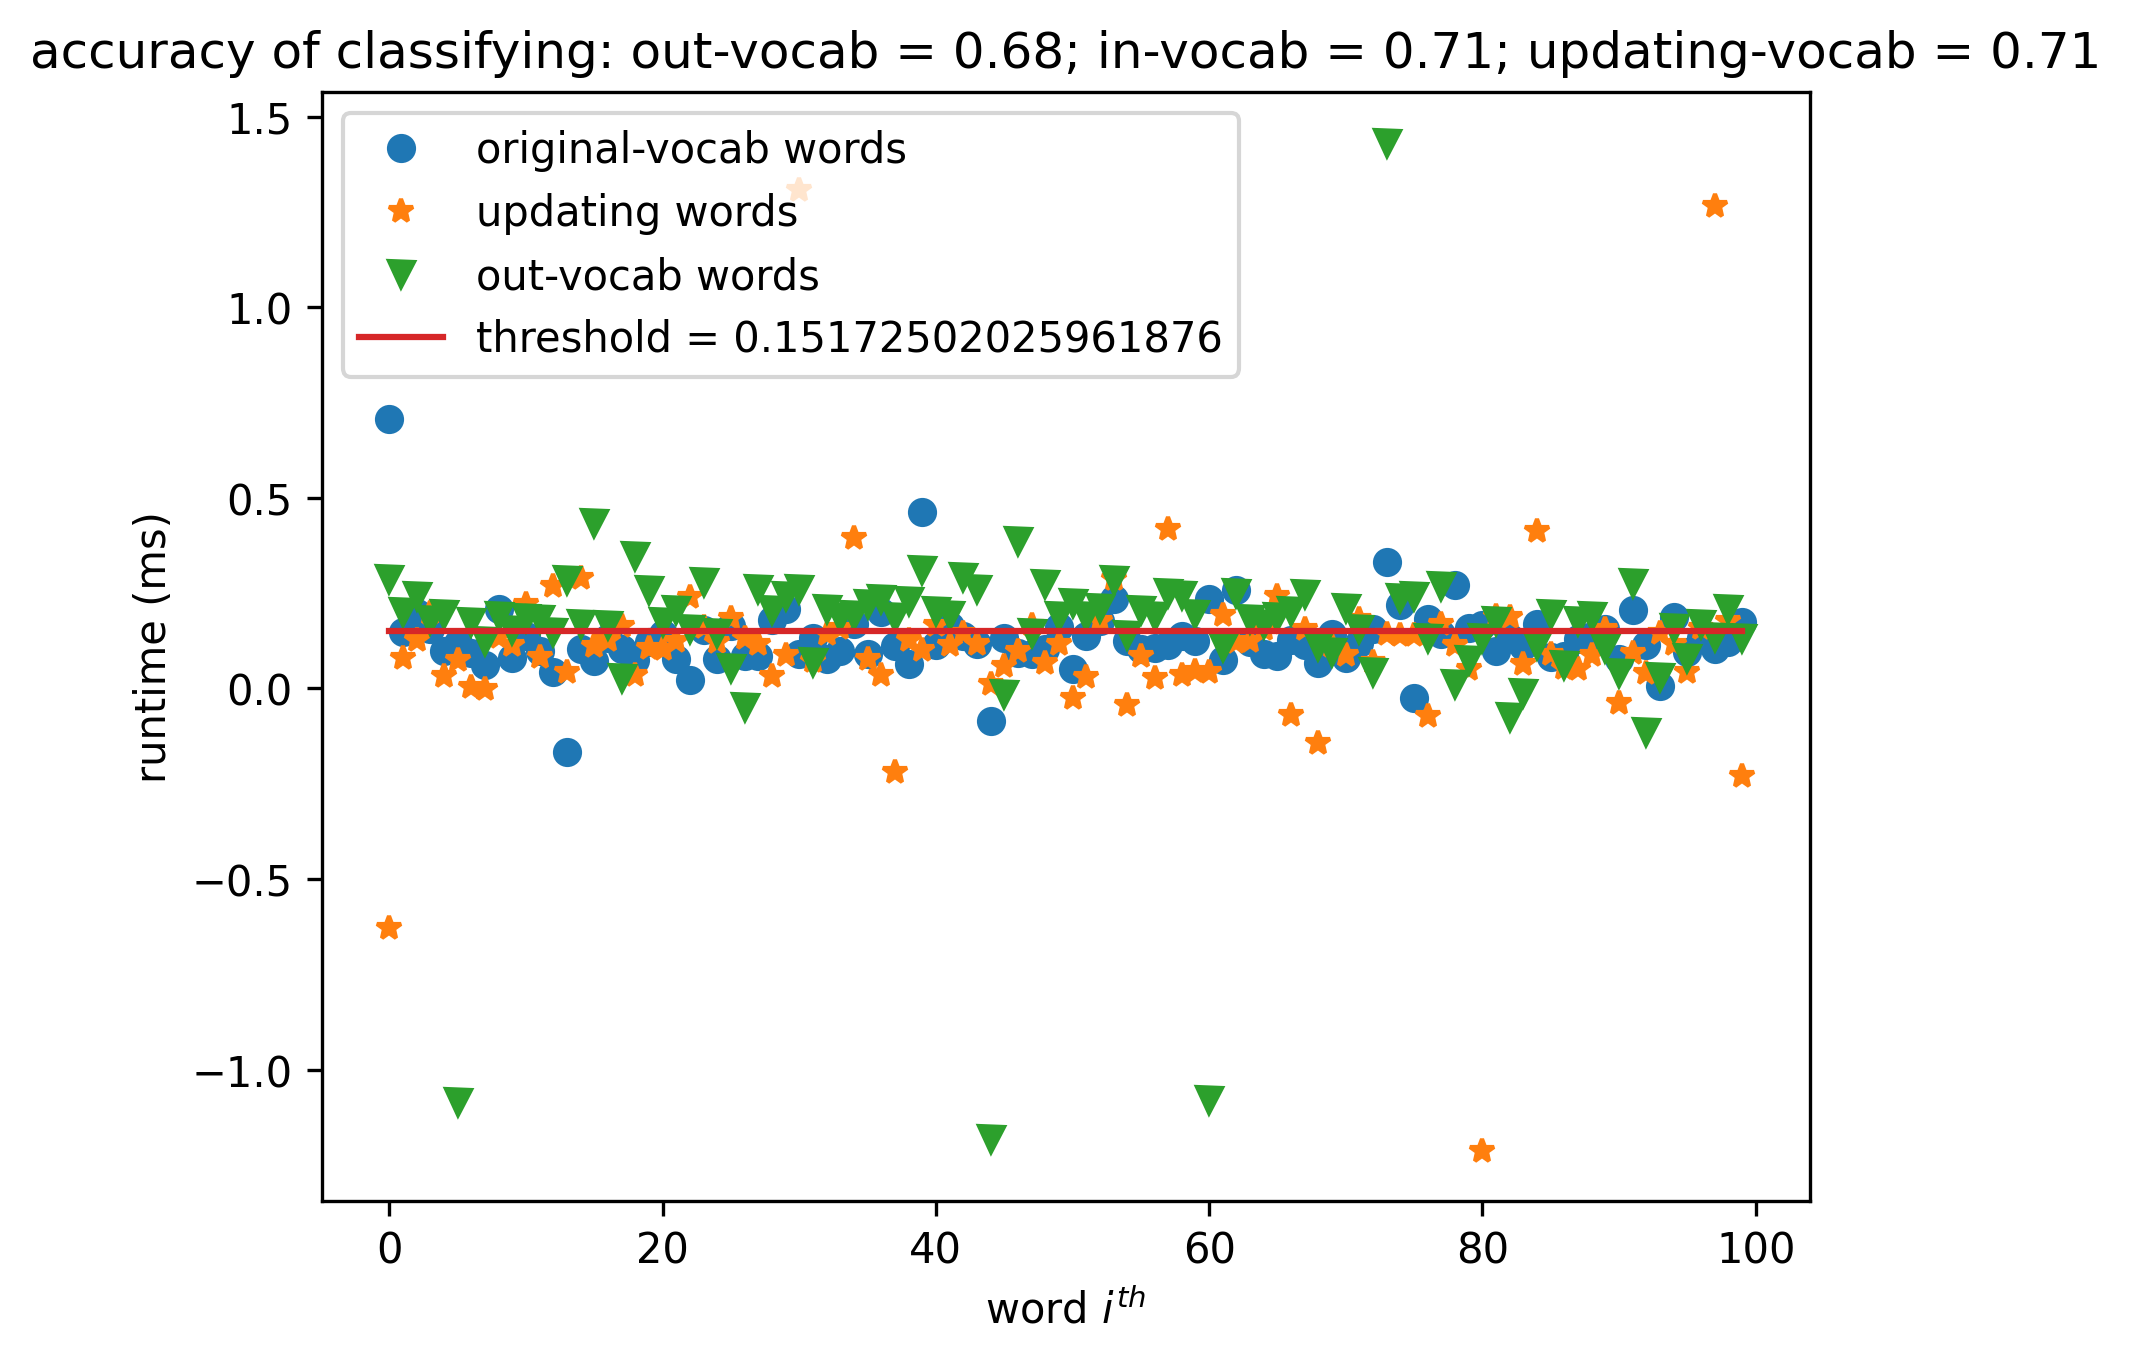 accuracy of classifying: out-vocab = 0.68; in-vocab = 0.71; updating-vocab = 0.71
1.5
1.0
0.5
0.0
−0.5
−1.0
runtime (ms)
original-vocab words
updating words
out-vocab words
threshold = 0.15172502025961876
0 20 40 60 80 100
word i^th